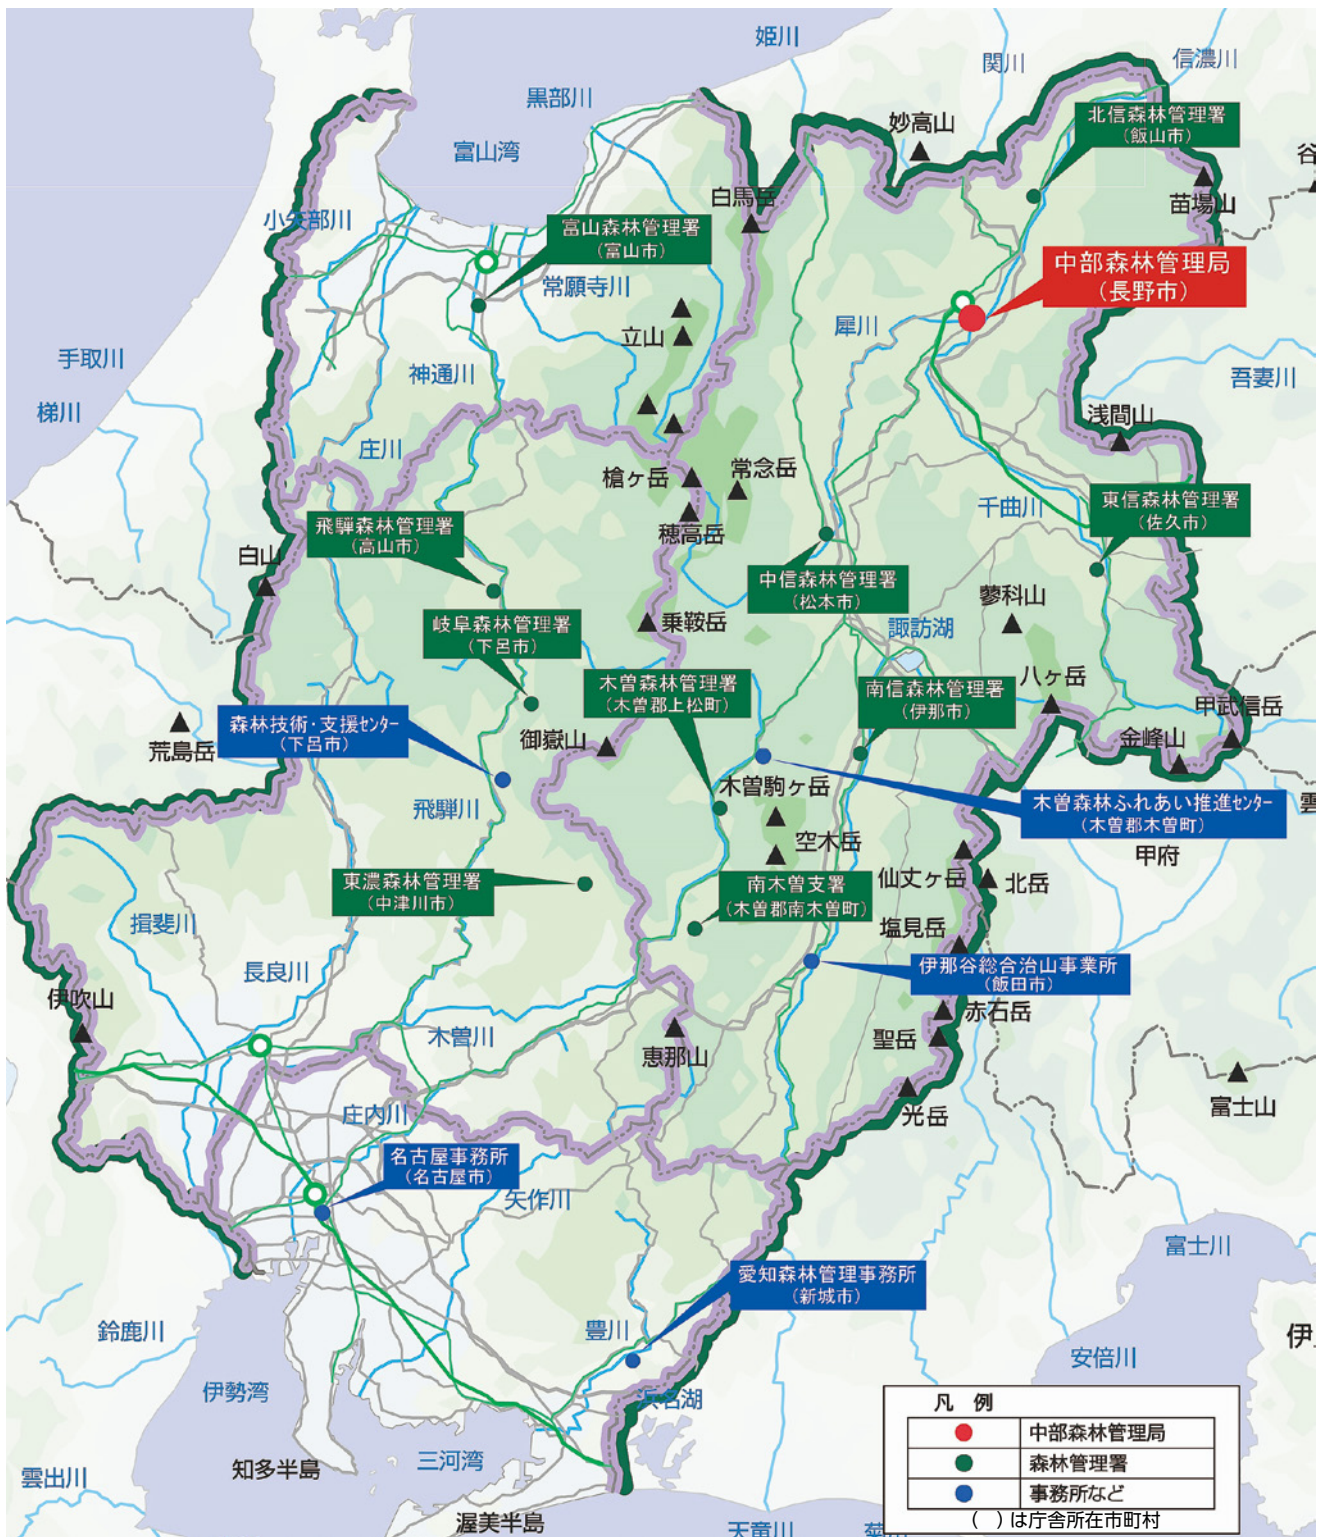 姫川
関川
信濃川
黒部川
北信森林管理署
(飯山市)
妙高山
富山湾
谷
白馬岳
苗場山
小矢部川
富山森林管理署
(富山市)
中部森林管理局
(長野市)
常願寺川
犀川
立山
手取川
神通川
吾妻川
梯川
浅間山
庄川
槍ヶ岳
常念岳
東信森林管理署
(佐久市)
千曲川
飛騨森林管理署
(高山市)
穂高岳
白山
中信森林管理署
(松本市)
蓼科山
岐阜森林管理署
(下呂市)
乗鞍岳
諏訪湖
木曽森林管理署
(木曽郡上松町)
南信森林管理署
(伊那市)
八ヶ岳
甲武信岳
森林技術・支援センター
(下呂市)
荒島岳
御嶽山
金峰山
木曽駒ヶ岳
飛騨川
木曽森林ふれあい推進センター
(木曽郡木曽町)
雲
空木岳
甲府
東濃森林管理署
(中津川市)
南木曽支署
(木曽郡南木曽町)
仙丈ヶ岳
北岳
揖斐川
塩見岳
長良川
伊那谷総合治山事業所
(飯田市)
伊吹山
赤石岳
木曽川
聖岳
恵那山
庄内川
光岳
富士山
名古屋事務所
(名古屋市)
矢作川
富士川
愛知森林管理事務所
(新城市)
鈴鹿川
豊川
伊
安倍川
伊勢湾
浜名湖
凡 例
中部森林管理局
三河湾
知多半島
森林管理署
雲出川
事務所など
( )は庁舎所在市町村
渥美半島
天竜川